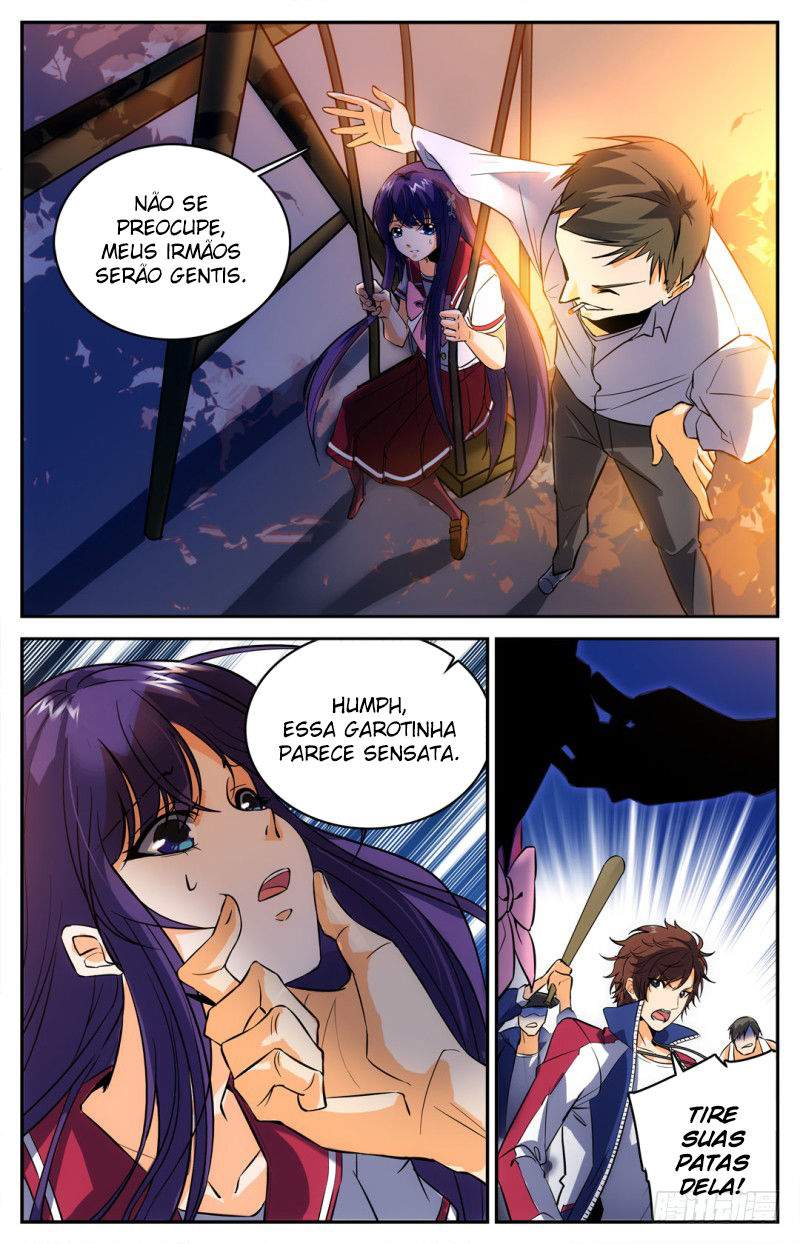 NÃO SE
PREOCUPE,
MEUS IRMÃOS
SERÃO GENTIS.
HUMPH,
ESSA GAROTINHA
PARECE SENSATA.
TIRE
SUAS
PATAS
DELA!